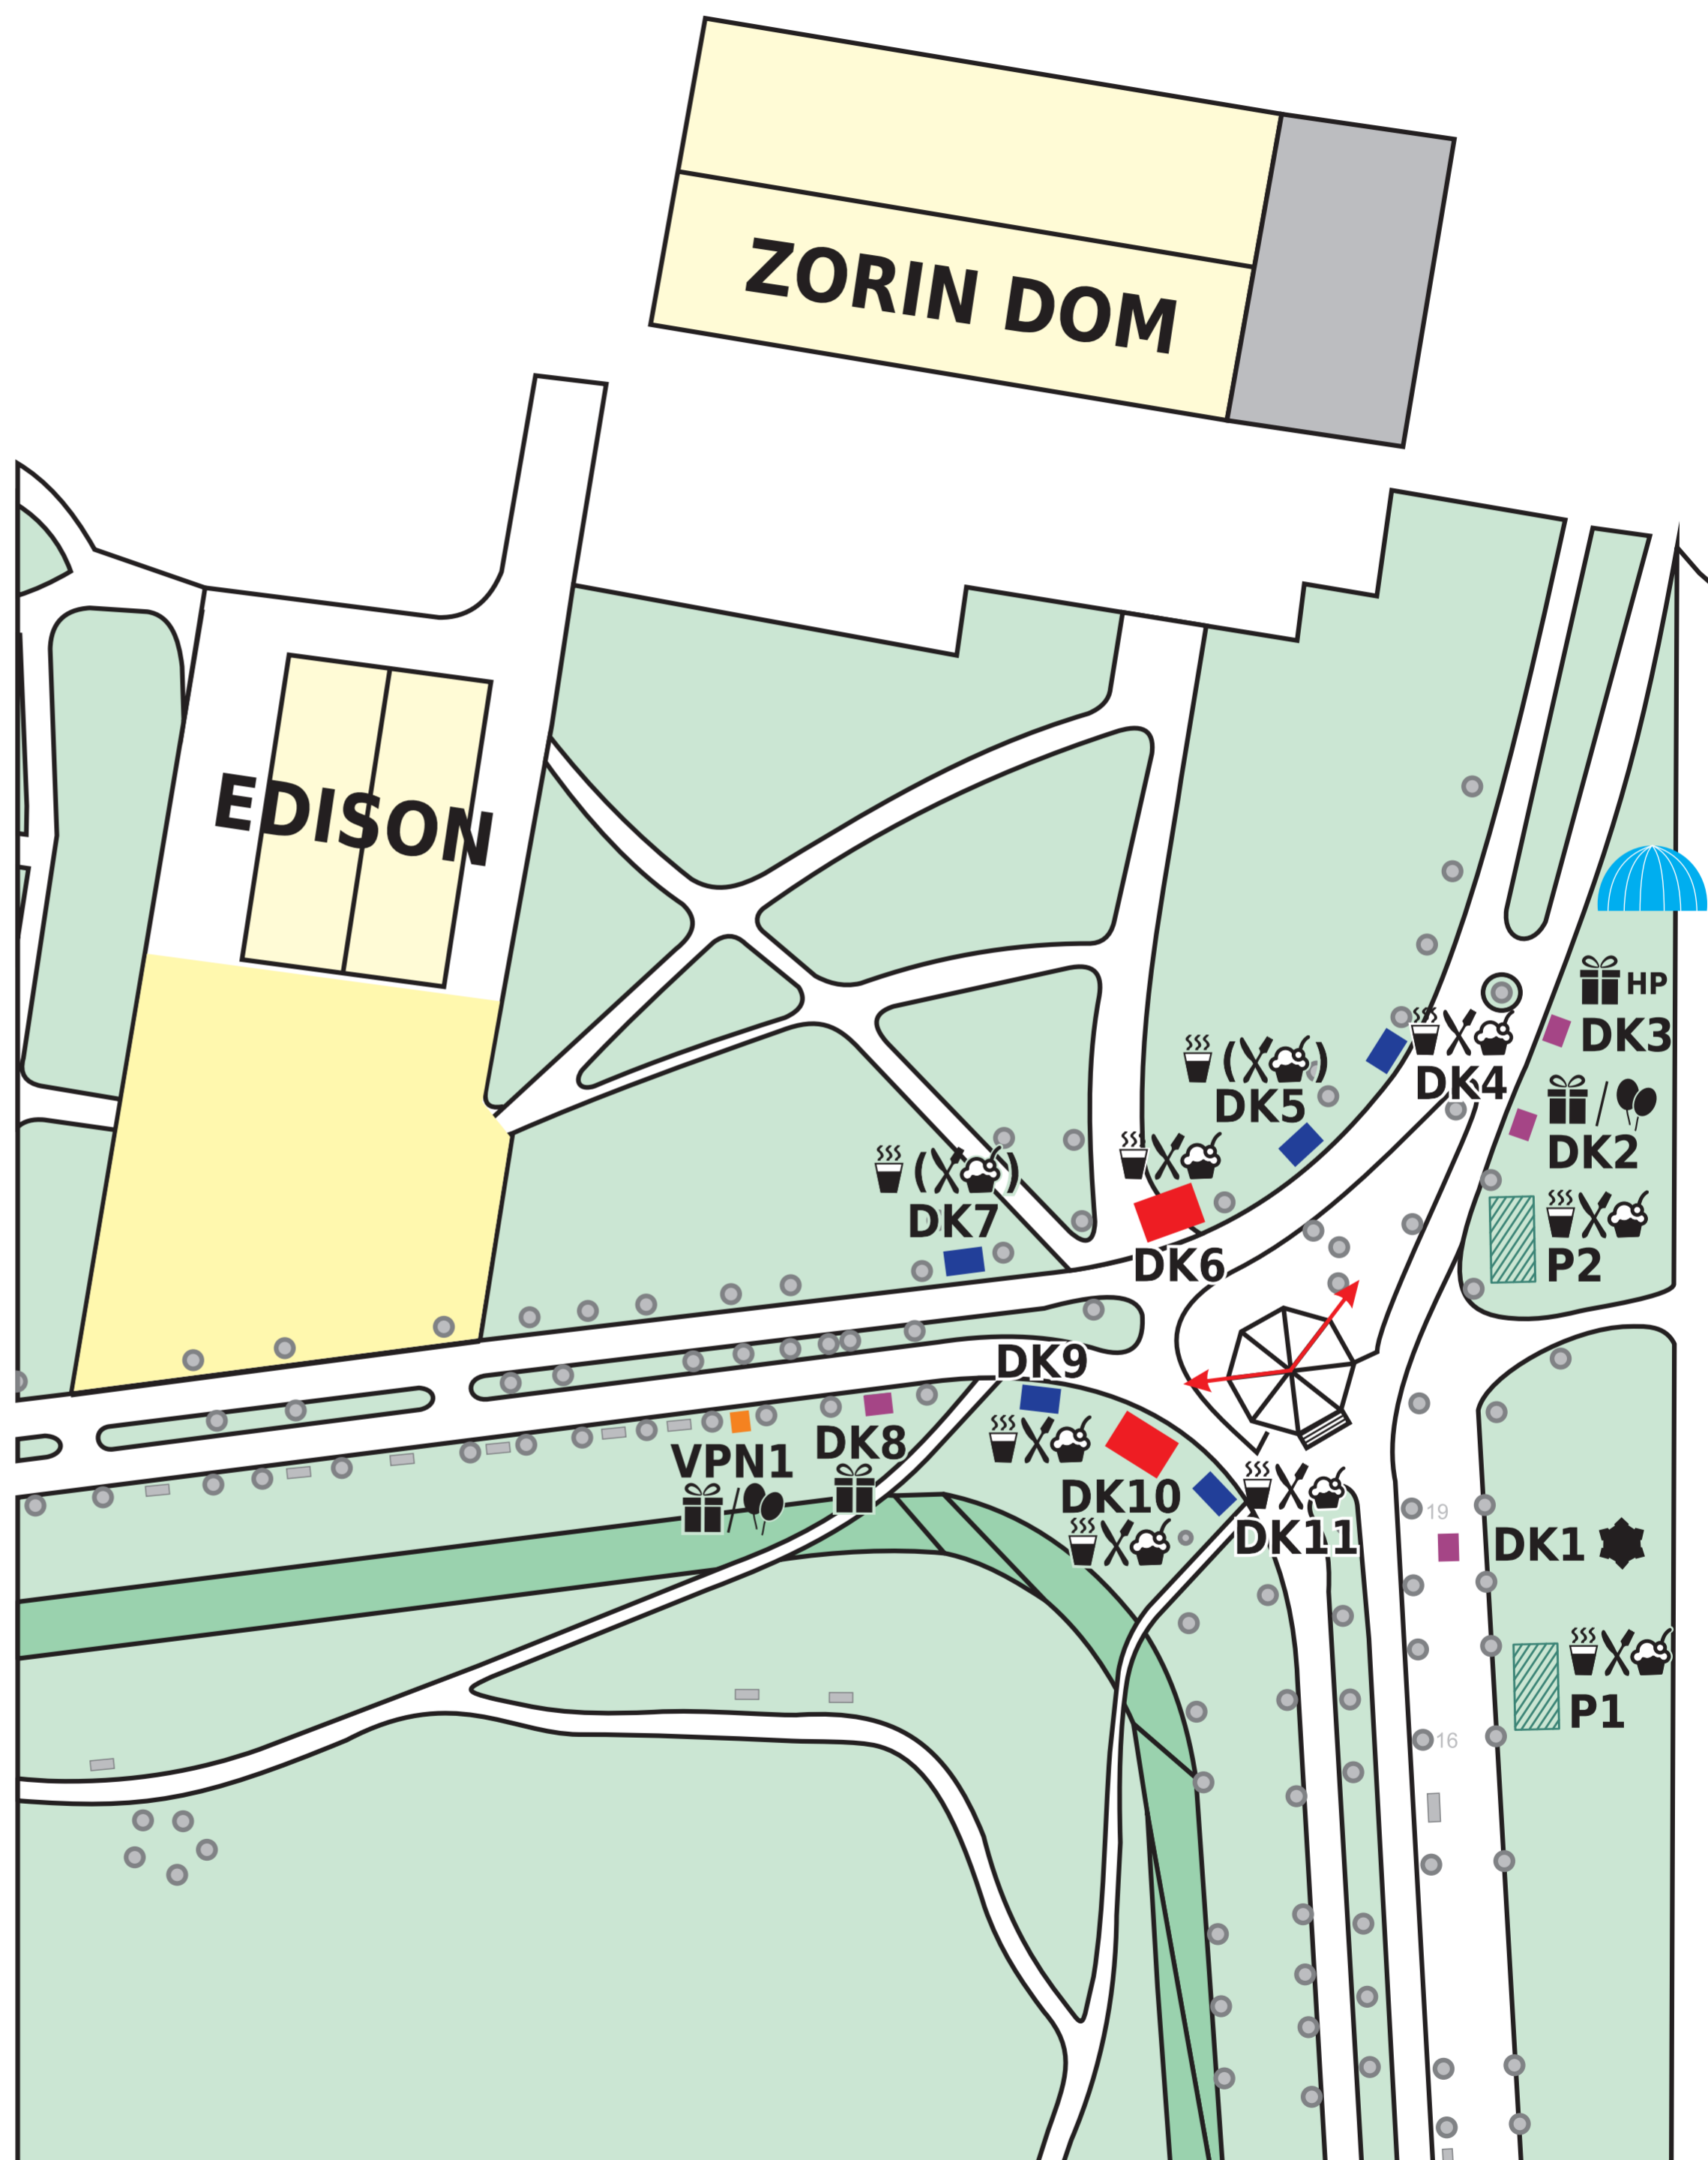 ZORIN DOM
EDISON
HP
DK3
DK4
DK5
DK2
DK7
DK6
P2
DK9
DK8
VPN1
DK10
DK11
19
DK1
P1
16